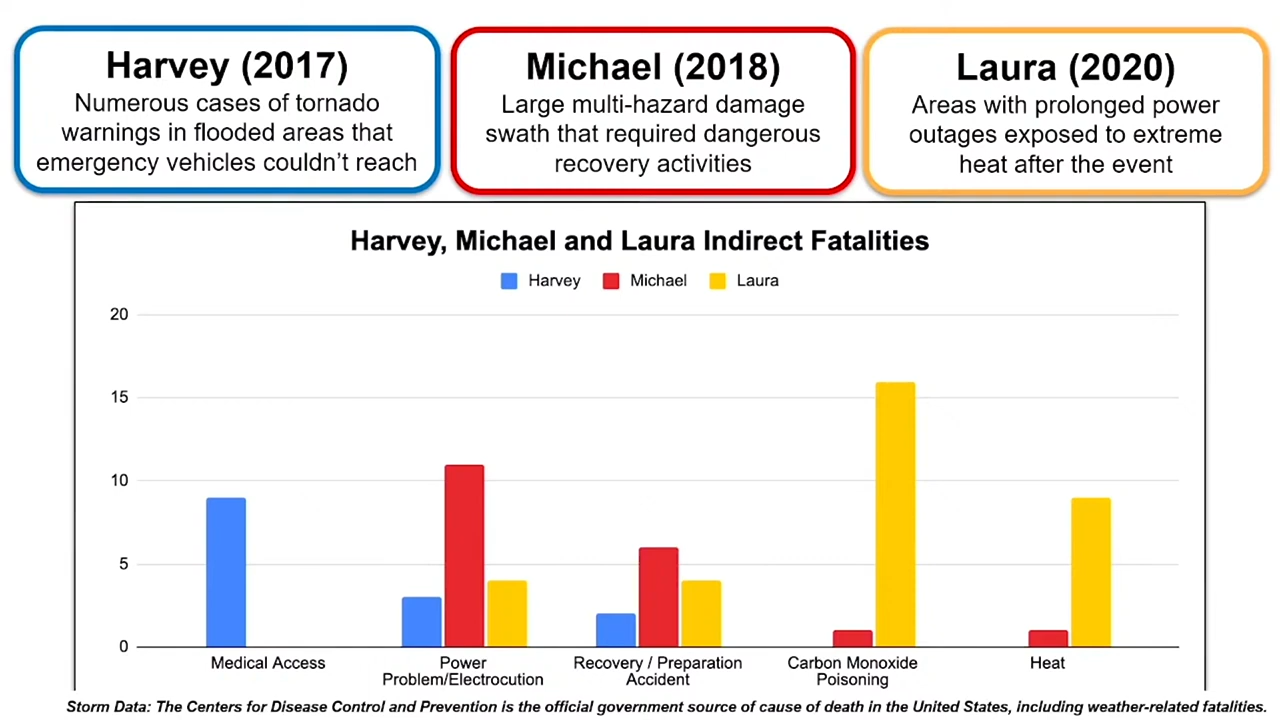 Harvey (2017)
Numerous cases of tornado
warnings in flooded areas that
emergency vehicles couldn't reach
Michael (2018)
Large multi-hazard damage
swath that required dangerous
recovery activities
Laura (2020)
Areas with prolonged power
outages exposed to extreme
heat after the event
Harvey, Michael and Laura Indirect Fatalities
Harvey Michael Laura
20
15
10
5
0
Medical Access
Power
Problem/Electrocution
Recovery / Preparation
Accident
Carbon Monoxide
Poisoning
Heat
Storm Data: The Centers for Disease Control and Prevention is the official government source of cause of death in the United States, including weather-related fatalities.